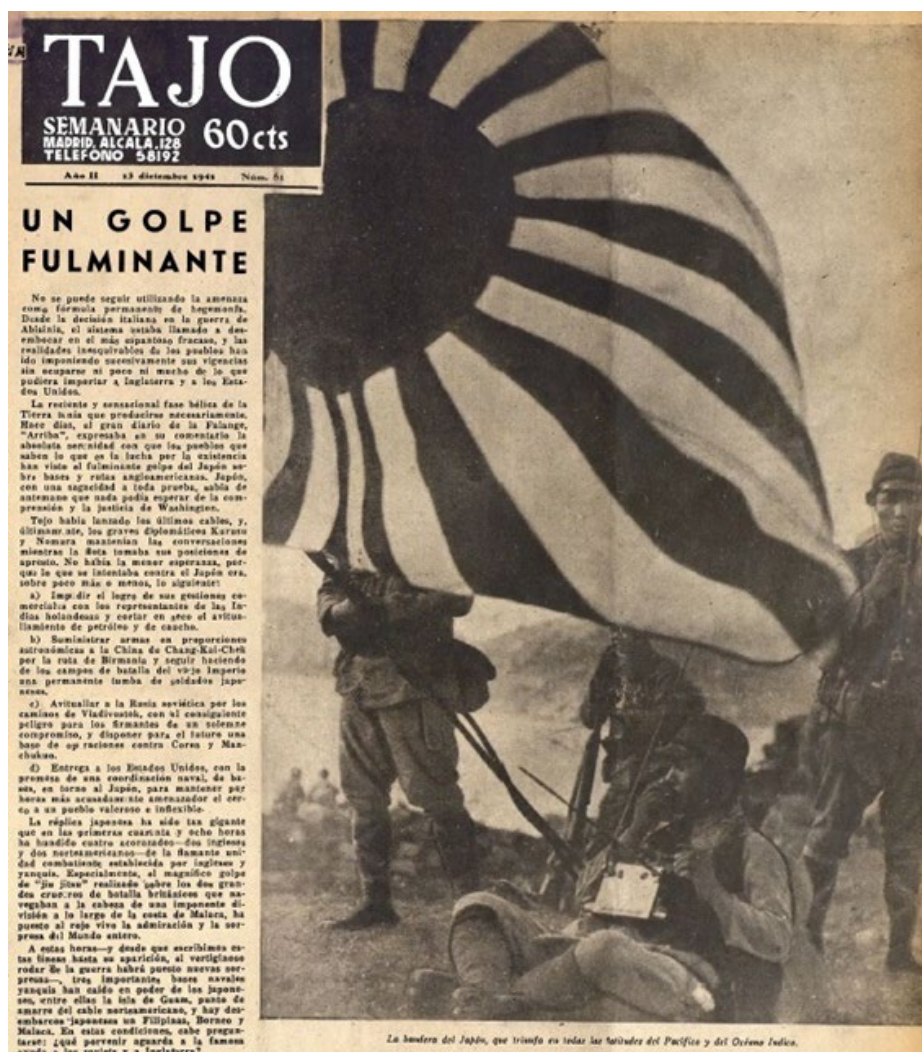 TAJO
SEMANARIO
MADRID, ALCALA, 128
TELEFONO 58192
60 cts
Año II 13 diciembre 1941 Núm. 81
UN GOLPE
FULMINANTE
No se puede seguir utilizando la amenaza
como fórmula permanente de hegemonía.
Desde la decisión italiana en la guerra de
Abisinia, el sistema estaba llamado a des-
embocar en el más espantoso fracaso, y las
realidades inesquivables de los pueblos han
ido imponiendo sucesivamente sus vigencias
sin ocuparse ni poco ni mucho de lo que
pudiera importar a Inglaterra y a los Esta-
dos Unidos.
La reciente y sensacional fase bélica de la
Tierra tenía que producirse necesariamente.
Hace días, el gran diario de la Falange,
"Arriba", expresaba en su comentario la
absoluta serenidad con que los pueblos que
saben lo que es la lucha por la existencia
han visto el fulminante golpe del Japón so-
bre bases y rutas angloamericanas. Japón,
con una sagacidad a toda prueba, sabía de
antemano que nada podía esperar de la com-
prensión y la justicia de Washington.
Tojo había lanzado los últimos cables, y,
últimamente, los graves diplomáticos Kurusu
y Nomura mantenían las conversaciones
mientras la flota tomaba sus posiciones de
apresto. No había la menor esperanza, por-
que lo que se intentaba contra el Japón era,
sobre poco más o menos, lo siguiente:
a) Impedir el logro de sus gestiones co-
merciales con los representantes de las In-
dias holandesas y cortar en seco el avitua-
llamiento de petróleo y de caucho.
b) Suministrar armas en proporciones
astronómicas a la China de Chang-Kai-Chek
por la ruta de Birmania y seguir haciendo
de los campos de batalla del viejo Imperio
una permanente tumba de soldados japo-
neses.
c) Avituallar a la Rusia soviética por los
caminos de Vladivostok, con el consiguiente
peligro para los firmantes de un solemne
compromiso, y disponer para el futuro una
base de operaciones contra Corea y Man-
chukuo.
d) Entrega a los Estados Unidos, con la
promesa de una coordinación naval, de ba-
ses, en torno al Japón, para mantener por
horas más acusadamente amenazador el cer-
co a un pueblo valeroso e inflexible.
La réplica japonesa ha sido tan gigante
que en las primeras cuarenta y ocho horas
ha hundido cuatro acorazados—dos ingleses
y dos norteamericanos—de la flamante uni-
dad combatiente establecida por ingleses y
yanquis. Especialmente, el magnífico golpe
de "jiu jitsu" realizado sobre los dos gran-
des cruceros de batalla británicos que na-
vegaban a la cabeza de una imponente di-
visión a lo largo de la costa de Malaca, ha
puesto al rojo vivo la admiración y la sor-
presa del Mundo entero.
A estas horas—y desde que escribimos es-
tas líneas hasta su aparición, el vertiginoso
rodar de la guerra habrá puesto nuevas sor-
presas—, tres importantes bases navales
yanquis han caído en poder de los japone-
ses, entre ellas la isla de Guam, punto de
amarre del cable norteamericano, y hay des-
embarcos japoneses en Filipinas, Borneo y
Malaca. En estas condiciones, cabe pregun-
tarse: ¿qué porvenir aguarda a la famosa
La bandera del Japón, que triunfa en todas las latitudes del Pacífico y del Océano Indico.